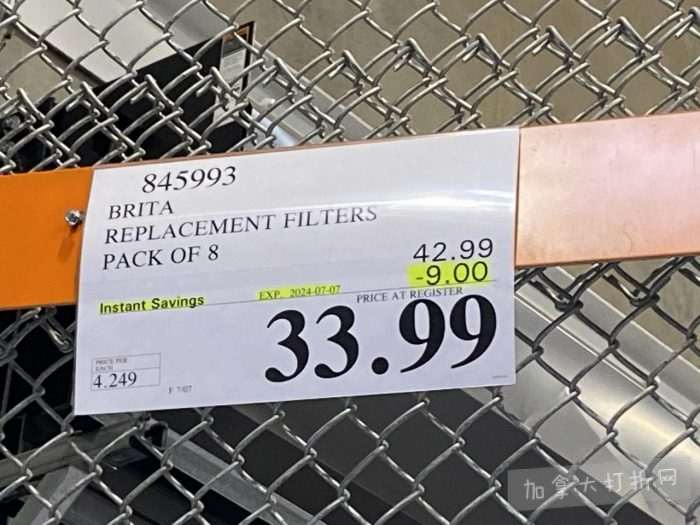 845993
BRITA
REPLACEMENT FILTERS
PACK OF 8
42.99
-9.00
Instant Savings EXP. 2024-07-07 PRICE AT REGISTER
33.99
PRICE PER
EACH
4.249
F 7/07
加拿大打折网